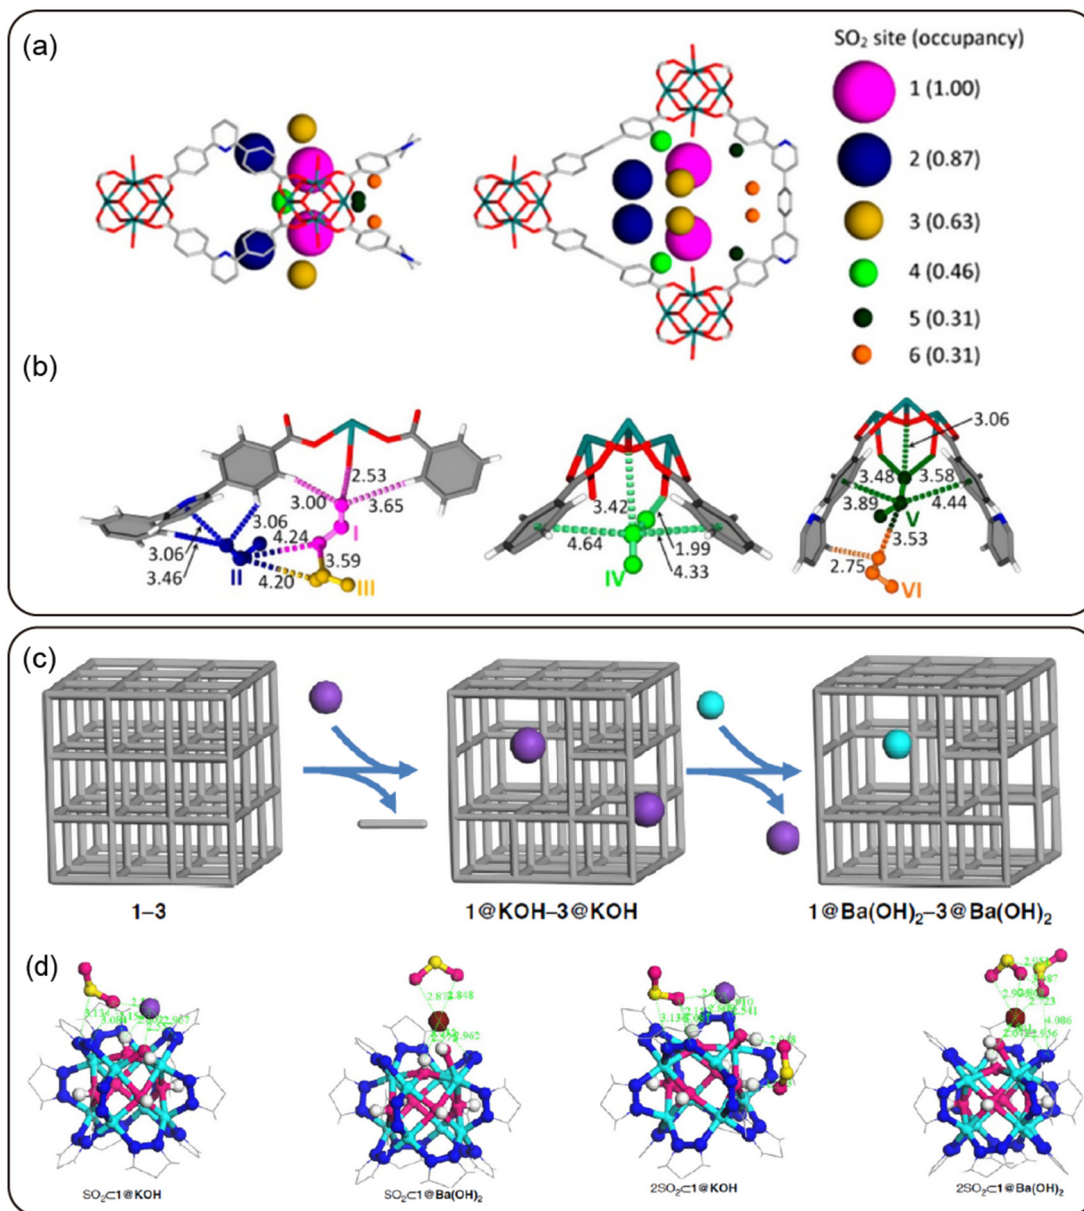 (a)
SO2 site (occupancy)
1 (1.00)
2 (0.87)
3 (0.63)
4 (0.46)
5 (0.31)
6 (0.31)
(b)
2.53
3.00
3.65
I
3.06
4.24
3.06
3.46
II
3.59
4.20
III
3.42
4.64
1.99
4.33
IV
3.06
3.48
3.58
3.89
4.44
V
3.53
2.75
VI
(c)
1–3
1@KOH–3@KOH
1@Ba(OH)2–3@Ba(OH)2
(d)
2.848
4.086
SO2⊂1@KOH
SO2⊂1@Ba(OH)2
2SO2⊂1@KOH
2SO2⊂1@Ba(OH)2